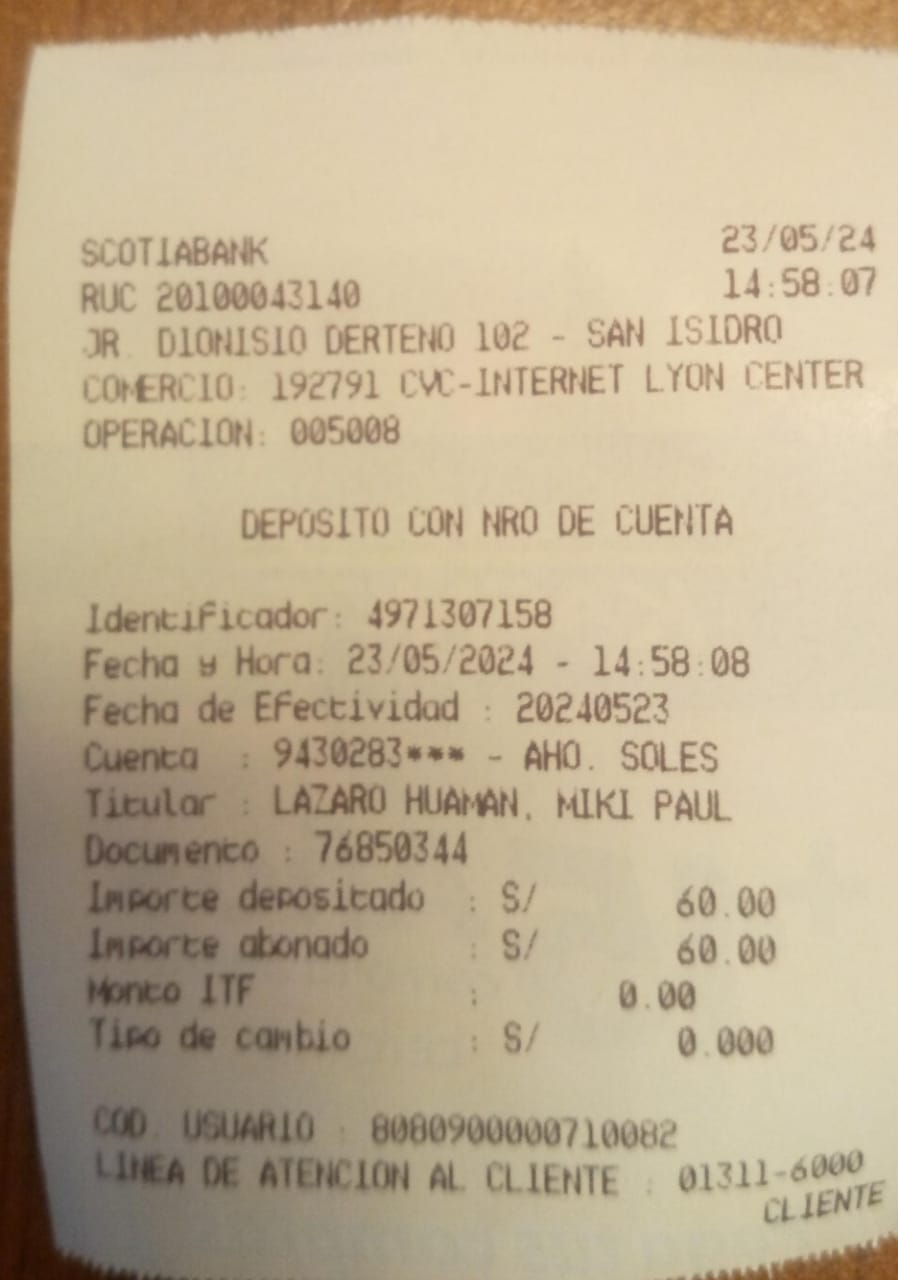 SCOTIABANK 23/05/24
RUC 20100043140 14:58:07
JR. DIONISIO DERTENO 102 - SAN ISIDRO
COMERCIO: 192791 CVC-INTERNET LYON CENTER
OPERACION: 005008
DEPOSITO CON NRO DE CUENTA
Identificador: 4971307158
Fecha y Hora: 23/05/2024 - 14:58:08
Fecha de Efectividad : 20240523
Cuenta : 9430283*** - AHO. SOLES
Titular : LAZARO HUAMAN, MIKI PAUL
Documento : 76850344
Importe depositado : S/ 60.00
Importe abonado : S/ 60.00
Monto ITF : 0.00
Tipo de cambio : S/ 0.000
COD. USUARIO : 8080900000710082
LINEA DE ATENCION AL CLIENTE : 01311-6000
CLIENTE